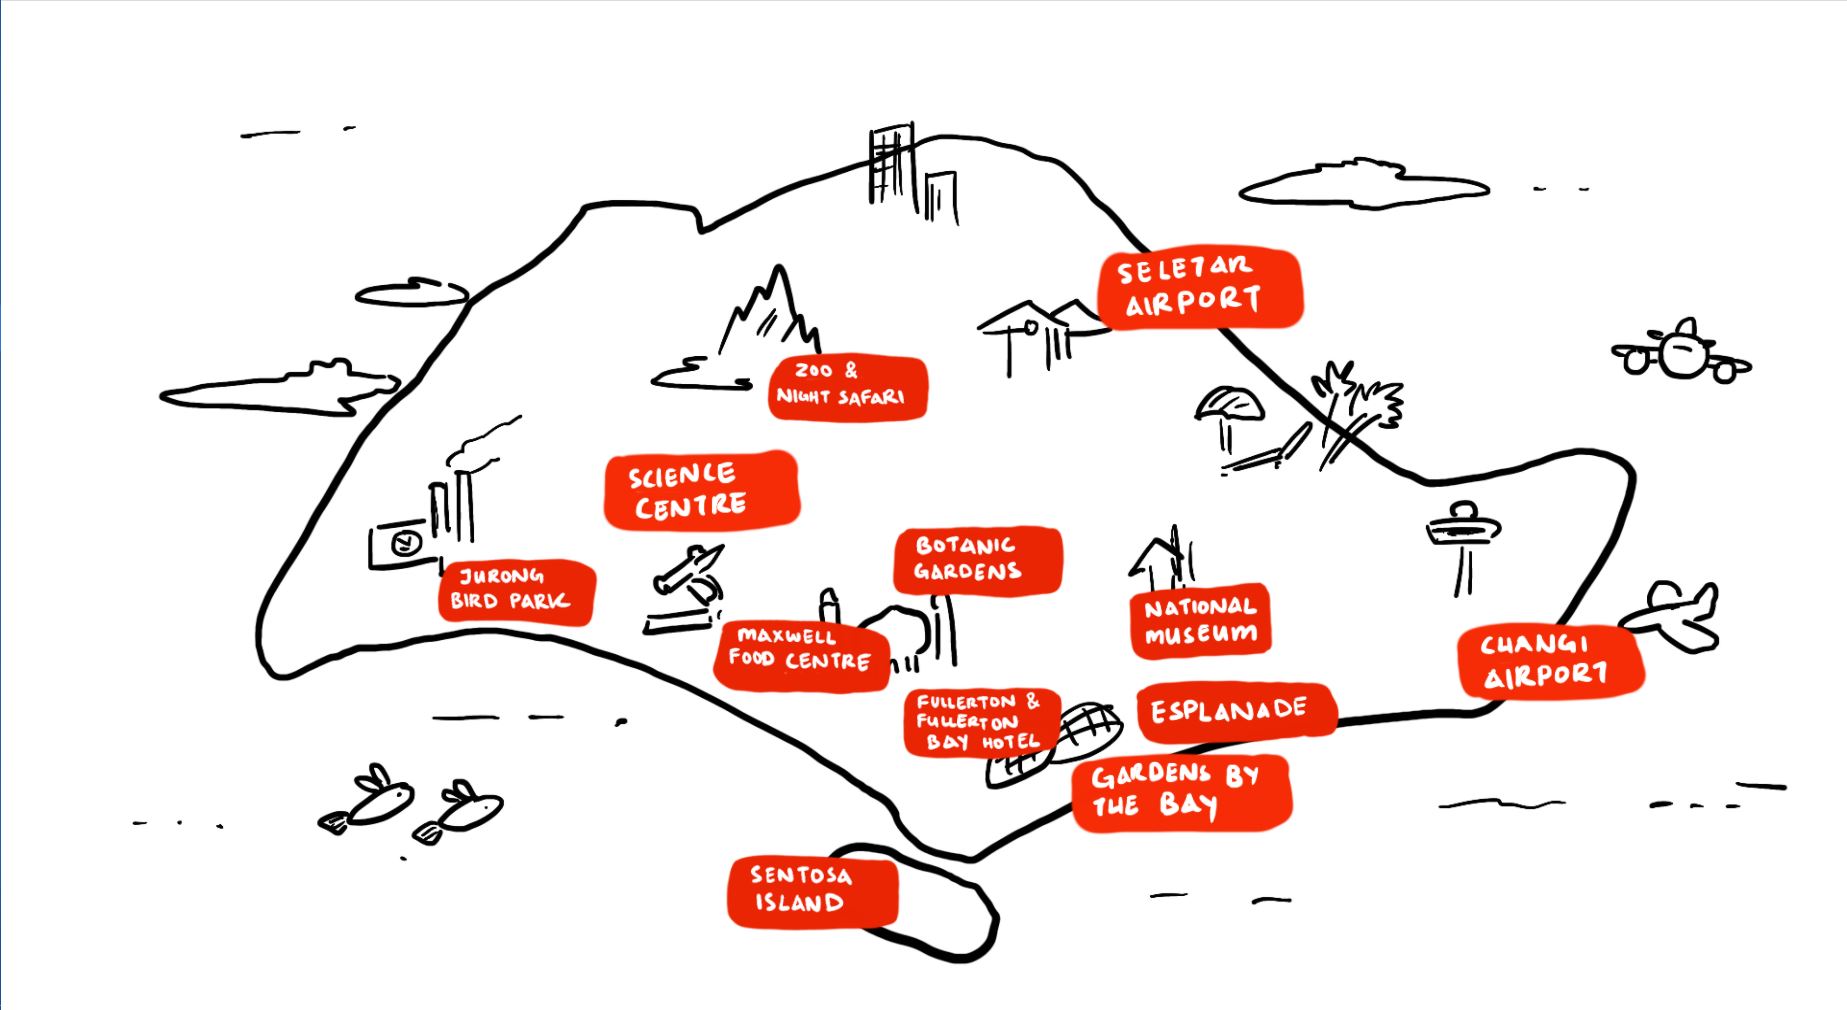 SELETAR
AIRPORT
ZOO &
NIGHT SAFARI
SCIENCE
CENTRE
BOTANIC
GARDENS
JURONG
BIRD PARK
NATIONAL
MUSEUM
MAXWELL
FOOD CENTRE
CHANGI
AIRPORT
FULLERTON &
FULLERTON
BAY HOTEL
ESPLANADE
GARDENS BY
THE BAY
SENTOSA
ISLAND